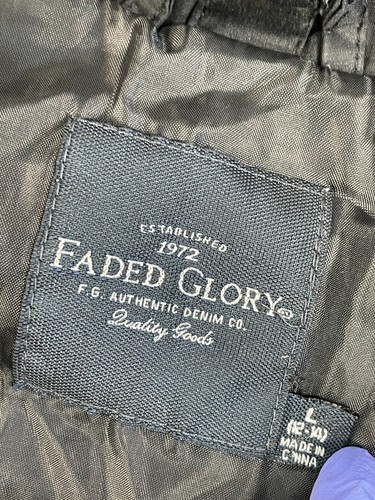 ESTABLISHED
1972
FADED GLORY
F.G. AUTHENTIC DENIM CO.
Quality Goods
L
(12-14)
MADE IN
CHINA